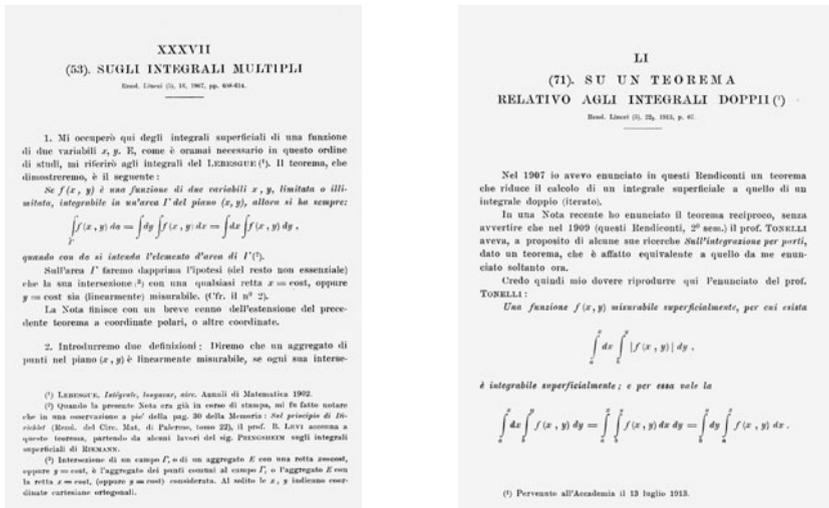 XXXVII
(53). SUGLI INTEGRALI MULTIPLI
Rend. Lincei (5), 16, 1907, pp. 608-614.
1. Mi occuperò qui degli integrali superficiali di una funzione
di due variabili x, y. E, come è oramai necessario in questo ordine
di studi, mi riferirò agli integrali del LEBESGUE (¹). Il teorema, che
dimostreremo, è il seguente :
Se f (x , y) è una funzione di due variabili x , y, limitata o illi-
mitata, integrabile in un'area Γ del piano (x, y), allora si ha sempre:
∫_Γ f (x , y) dσ = ∫ dy ∫ f (x , y) dx = ∫ dx ∫ f (x , y) dy ,
quando con dσ si intenda l'elemento d'area di Γ (²).
Sull'area Γ faremo dapprima l'ipotesi (del resto non essenziale)
che la sua intersezione (³) con una qualsiasi retta x = cost, oppure
y = cost sia (linearmente) misurabile. (Cfr. il nº 2).
La Nota finisce con un breve cenno dell'estensione del prece-
dente teorema a coordinate polari, o altre coordinate.
2. Introdurremo due definizioni : Diremo che un aggregato di
punti nel piano (x , y) è linearmente misurabile, se ogni sua interse-
(¹) LEBESGUE, Intégrale, longueur, aire. Annali di Matematica 1902.
(²) Quando la presente Nota era già in corso di stampa, mi fu fatto notare
che in una osservazione a pie' della pag. 30 della Memoria : Sul principio di Di-
richlet (Rend. del Circ. Mat. di Palermo, tomo 22), il prof. B. LEVI accenna a
questo teorema, partendo da alcuni lavori del sig. PRINGSHEIM sugli integrali
superficiali di RIEMANN.
(³) Intersezione di un campo Γ, o di un aggregato E con una retta x=cost,
oppure y = cost, è l'aggregato dei punti comuni al campo Γ, o l'aggregato E con
la retta x = cost, (oppure y = cost) considerata. Al solito le x , y indicano coor-
dinate cartesiane ortogonali.
LI
(71). SU UN TEOREMA
RELATIVO AGLI INTEGRALI DOPPII (¹)
Rend. Lincei (5), 22₂, 1913, p. 67.
Nel 1907 io avevo enunciato in questi Rendiconti un teorema
che riduce il calcolo di un integrale superficiale a quello di un
integrale doppio (iterato).
In una Nota recente ho enunciato il teorema reciproco, senza
avvertire che nel 1909 (questi Rendiconti, 2º sem.) il prof. TONELLI
aveva, a proposito di alcune sue ricerche Sull'integrazione per parti,
dato un teorema, che è affatto equivalente a quello da me enun-
ciato soltanto ora.
Credo quindi mio dovere riprodurre qui l'enunciato del prof.
TONELLI :
Una funzione f (x , y) misurabile superficialmente, per cui esista
∫_a^x dx ∫_b^y |f (x , y)| dy ,
è integrabile superficialmente ; e per essa vale la
∫_a^x dx ∫_b^y f (x , y) dy = ∫_a^x ∫_b^y f (x , y) dx dy = ∫_b^y dy ∫_a^x f (x , y) dx .
(¹) Pervenuto all'Accademia il 13 luglio 1913.